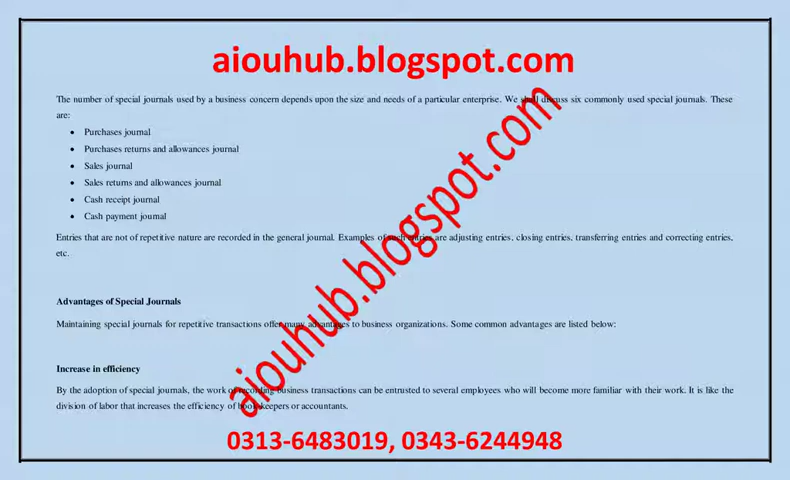 aiouhub.blogspot.com
The number of special journals used by a business concern depends upon the size and needs of a particular enterprise. We shall discuss six commonly used special journals. These
are:
• Purchases journal
• Purchases returns and allowances journal
• Sales journal
• Sales returns and allowances journal
• Cash receipt journal
• Cash payment journal
Entries that are not of repetitive nature are recorded in the general journal. Examples of such entries are adjusting entries, closing entries, transferring entries and correcting entries,
etc.
Advantages of Special Journals
Maintaining special journals for repetitive transactions offer many advantages to business organizations. Some common advantages are listed below:
Increase in efficiency
By the adoption of special journals, the work of recording business transactions can be entrusted to several employees who will become more familiar with their work. It is like the
division of labor that increases the efficiency of bookkeepers or accountants.
aiouhub.blogspot.com
0313-6483019, 0343-6244948